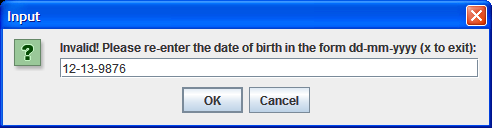 Input
Invalid! Please re-enter the date of birth in the form dd-mm-yyyy (x to exit):
12-13-9876
OK Cancel